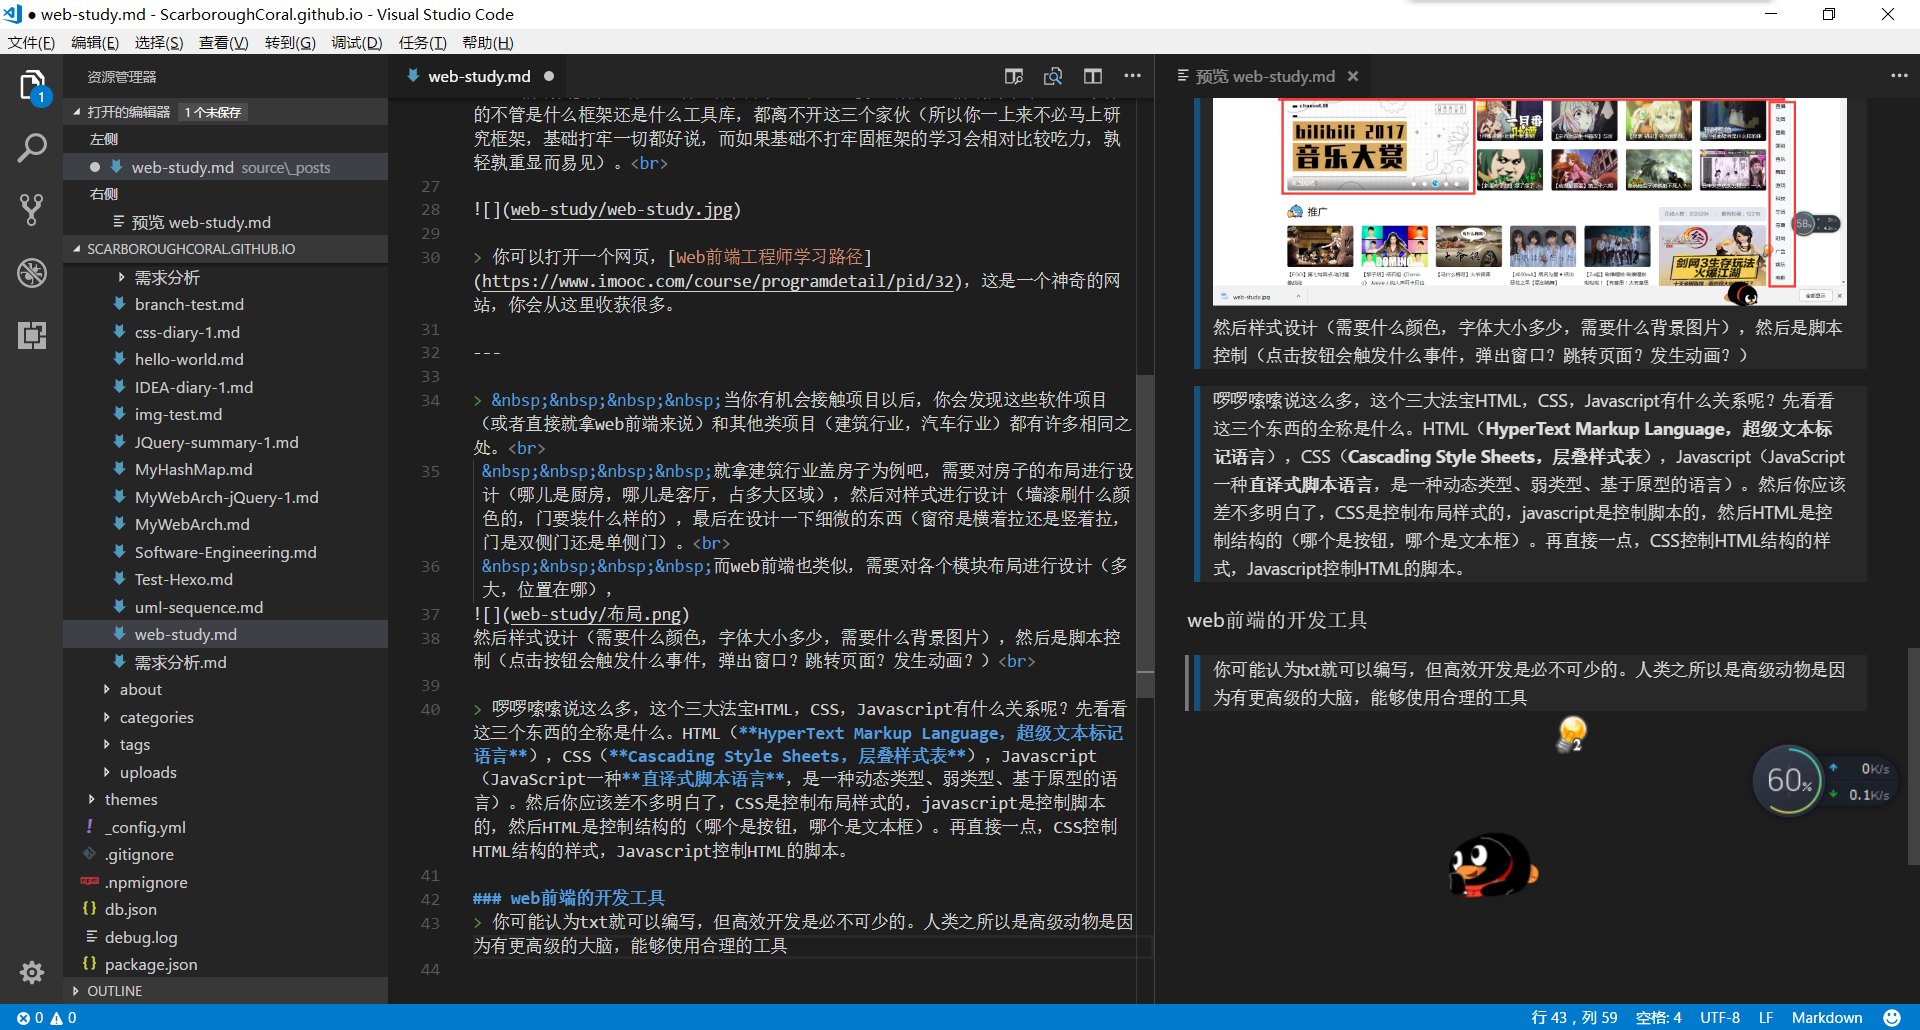 ● web-study.md - ScarboroughCoral.github.io - Visual Studio Code
文件(F) 编辑(E) 选择(S) 查看(V) 转到(G) 调试(D) 任务(T) 帮助(H)
1
资源管理器
打开的编辑器 1 个未保存
左侧
web-study.md source\_posts
右侧
预览 web-study.md
SCARBOROUGHCORAL.GITHUB.IO
需求分析
branch-test.md
css-diary-1.md
hello-world.md
IDEA-diary-1.md
img-test.md
JQuery-summary-1.md
MyHashMap.md
MyWebArch-jQuery-1.md
MyWebArch.md
Software-Engineering.md
Test-Hexo.md
uml-sequence.md
web-study.md
需求分析.md
about
categories
tags
uploads
themes
_config.yml
.gitignore
.npmignore
db.json
debug.log
package.json
OUTLINE
web-study.md
的不管是什么框架还是什么工具库，都离不开这三个家伙（所以你一上来不必马上研
究框架，基础打牢一切都好说，而如果基础不打牢固框架的学习会相对比较吃力，孰
轻孰重显而易见）。<br>
27
28 ![](web-study/web-study.jpg)
29
30 > 你可以打开一个网页，[Web前端工程师学习路径]
(https://www.imooc.com/course/programdetail/pid/32)，这是一个神奇的网
站，你会从这里收获很多。
31
32 ---
33
34 > &nbsp;&nbsp;&nbsp;&nbsp;当你有机会接触项目以后，你会发现这些软件项目
（或者直接就拿web前端来说）和其他类项目（建筑行业，汽车行业）都有许多相同之
处。<br>
35 &nbsp;&nbsp;&nbsp;&nbsp;就拿建筑行业盖房子为例吧，需要对房子的布局进行设
计（哪儿是厨房，哪儿是客厅，占多大区域），然后对样式进行设计（墙漆刷什么颜
色的，门要装什么样的），最后在设计一下细微的东西（窗帘是横着拉还是竖着拉，
门是双侧门还是单侧门）。<br>
36 &nbsp;&nbsp;&nbsp;&nbsp;而web前端也类似，需要对各个模块布局进行设计（多
大，位置在哪），
37 ![](web-study/布局.png)
38 然后样式设计（需要什么颜色，字体大小多少，需要什么背景图片），然后是脚本控
制（点击按钮会触发什么事件，弹出窗口？跳转页面？发生动画？）<br>
39
40 > 啰啰嗦嗦说这么多，这个三大法宝HTML，CSS，Javascript有什么关系呢？先看看
这三个东西的全称是什么。HTML（**HyperText Markup Language，超级文本标记
语言**），CSS（**Cascading Style Sheets，层叠样式表**），Javascript
（JavaScript一种**直译式脚本语言**，是一种动态类型、弱类型、基于原型的语
言）。然后你应该差不多明白了，CSS是控制布局样式的，javascript是控制脚本
的，然后HTML是控制结构的（哪个是按钮，哪个是文本框）。再直接一点，CSS控制
HTML结构的样式，Javascript控制HTML的脚本。
41
42 ### web前端的开发工具
43 > 你可能认为txt就可以编写，但高效开发是必不可少的。人类之所以是高级动物是因
为有更高级的大脑，能够使用合理的工具
44
预览 web-study.md
bilibili 2017
音乐大赏
推广
web-study.jpg
全部显示
然后样式设计（需要什么颜色，字体大小多少，需要什么背景图片），然后是脚本
控制（点击按钮会触发什么事件，弹出窗口？跳转页面？发生动画？）
啰啰嗦嗦说这么多，这个三大法宝HTML，CSS，Javascript有什么关系呢？先看看
这三个东西的全称是什么。HTML（HyperText Markup Language，超级文本标
记语言），CSS（Cascading Style Sheets，层叠样式表），Javascript（JavaScript
一种直译式脚本语言，是一种动态类型、弱类型、基于原型的语言）。然后你应该
差不多明白了，CSS是控制布局样式的，javascript是控制脚本的，然后HTML是控
制结构的（哪个是按钮，哪个是文本框）。再直接一点，CSS控制HTML结构的样
式，Javascript控制HTML的脚本。
web前端的开发工具
你可能认为txt就可以编写，但高效开发是必不可少的。人类之所以是高级动物是因
为有更高级的大脑，能够使用合理的工具
2
60% 0K/s
0.1K/s
0 0
行 43，列 59 空格: 4 UTF-8 LF Markdown